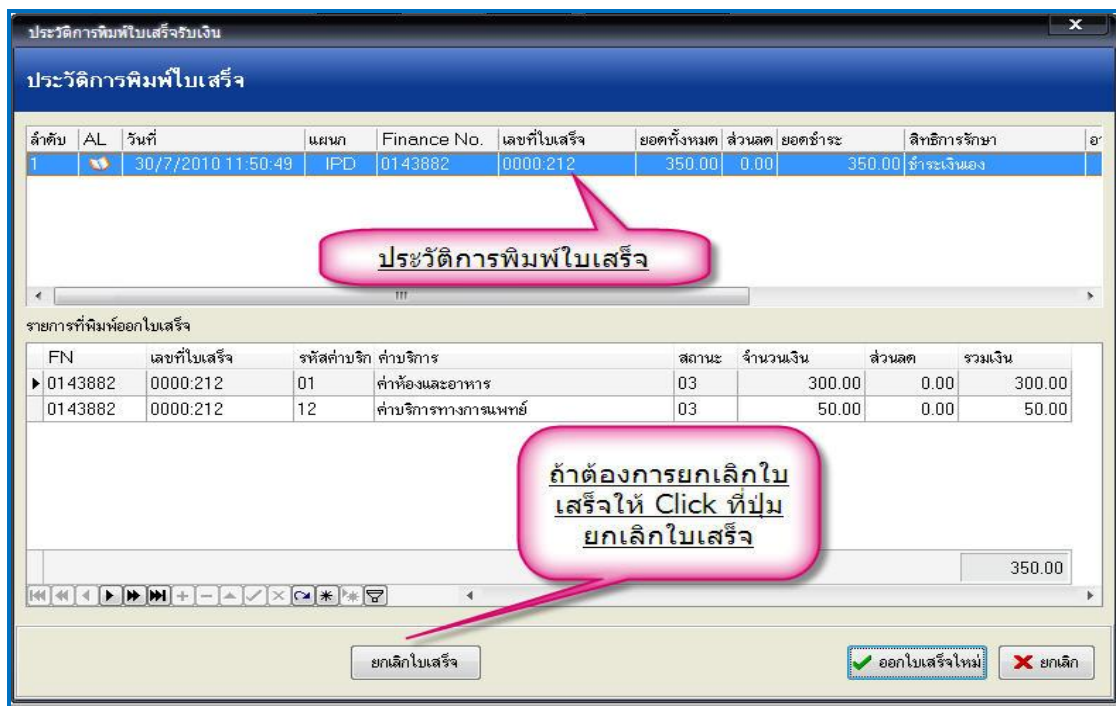 ประวัติการพิมพ์ใบเสร็จรับเงิน
x
ประวัติการพิมพ์ใบเสร็จ
ลำดับ AL วันที่ แผนก Finance No. เลขที่ใบเสร็จ ยอดทั้งหมด ส่วนลด ยอดชำระ สิทธิการรักษา
1 30/7/2010 11:50:49 IPD 0143882 0000:212 350.00 0.00 350.00 ชำระเงินเอง
ประวัติการพิมพ์ใบเสร็จ
รายการที่พิมพ์ออกใบเสร็จ
FN เลขที่ใบเสร็จ รหัสค่าบริก ค่าบริการ สถานะ จำนวนเงิน ส่วนลด รวมเงิน
0143882 0000:212 01 ค่าห้องและอาหาร 03 300.00 0.00 300.00
0143882 0000:212 12 ค่าบริการทางการแพทย์ 03 50.00 0.00 50.00
ถ้าต้องการยกเลิกใบ
เสร็จให้ Click ที่ปุ่ม
ยกเลิกใบเสร็จ
350.00
ยกเลิกใบเสร็จ ออกใบเสร็จใหม่ ยกเลิก